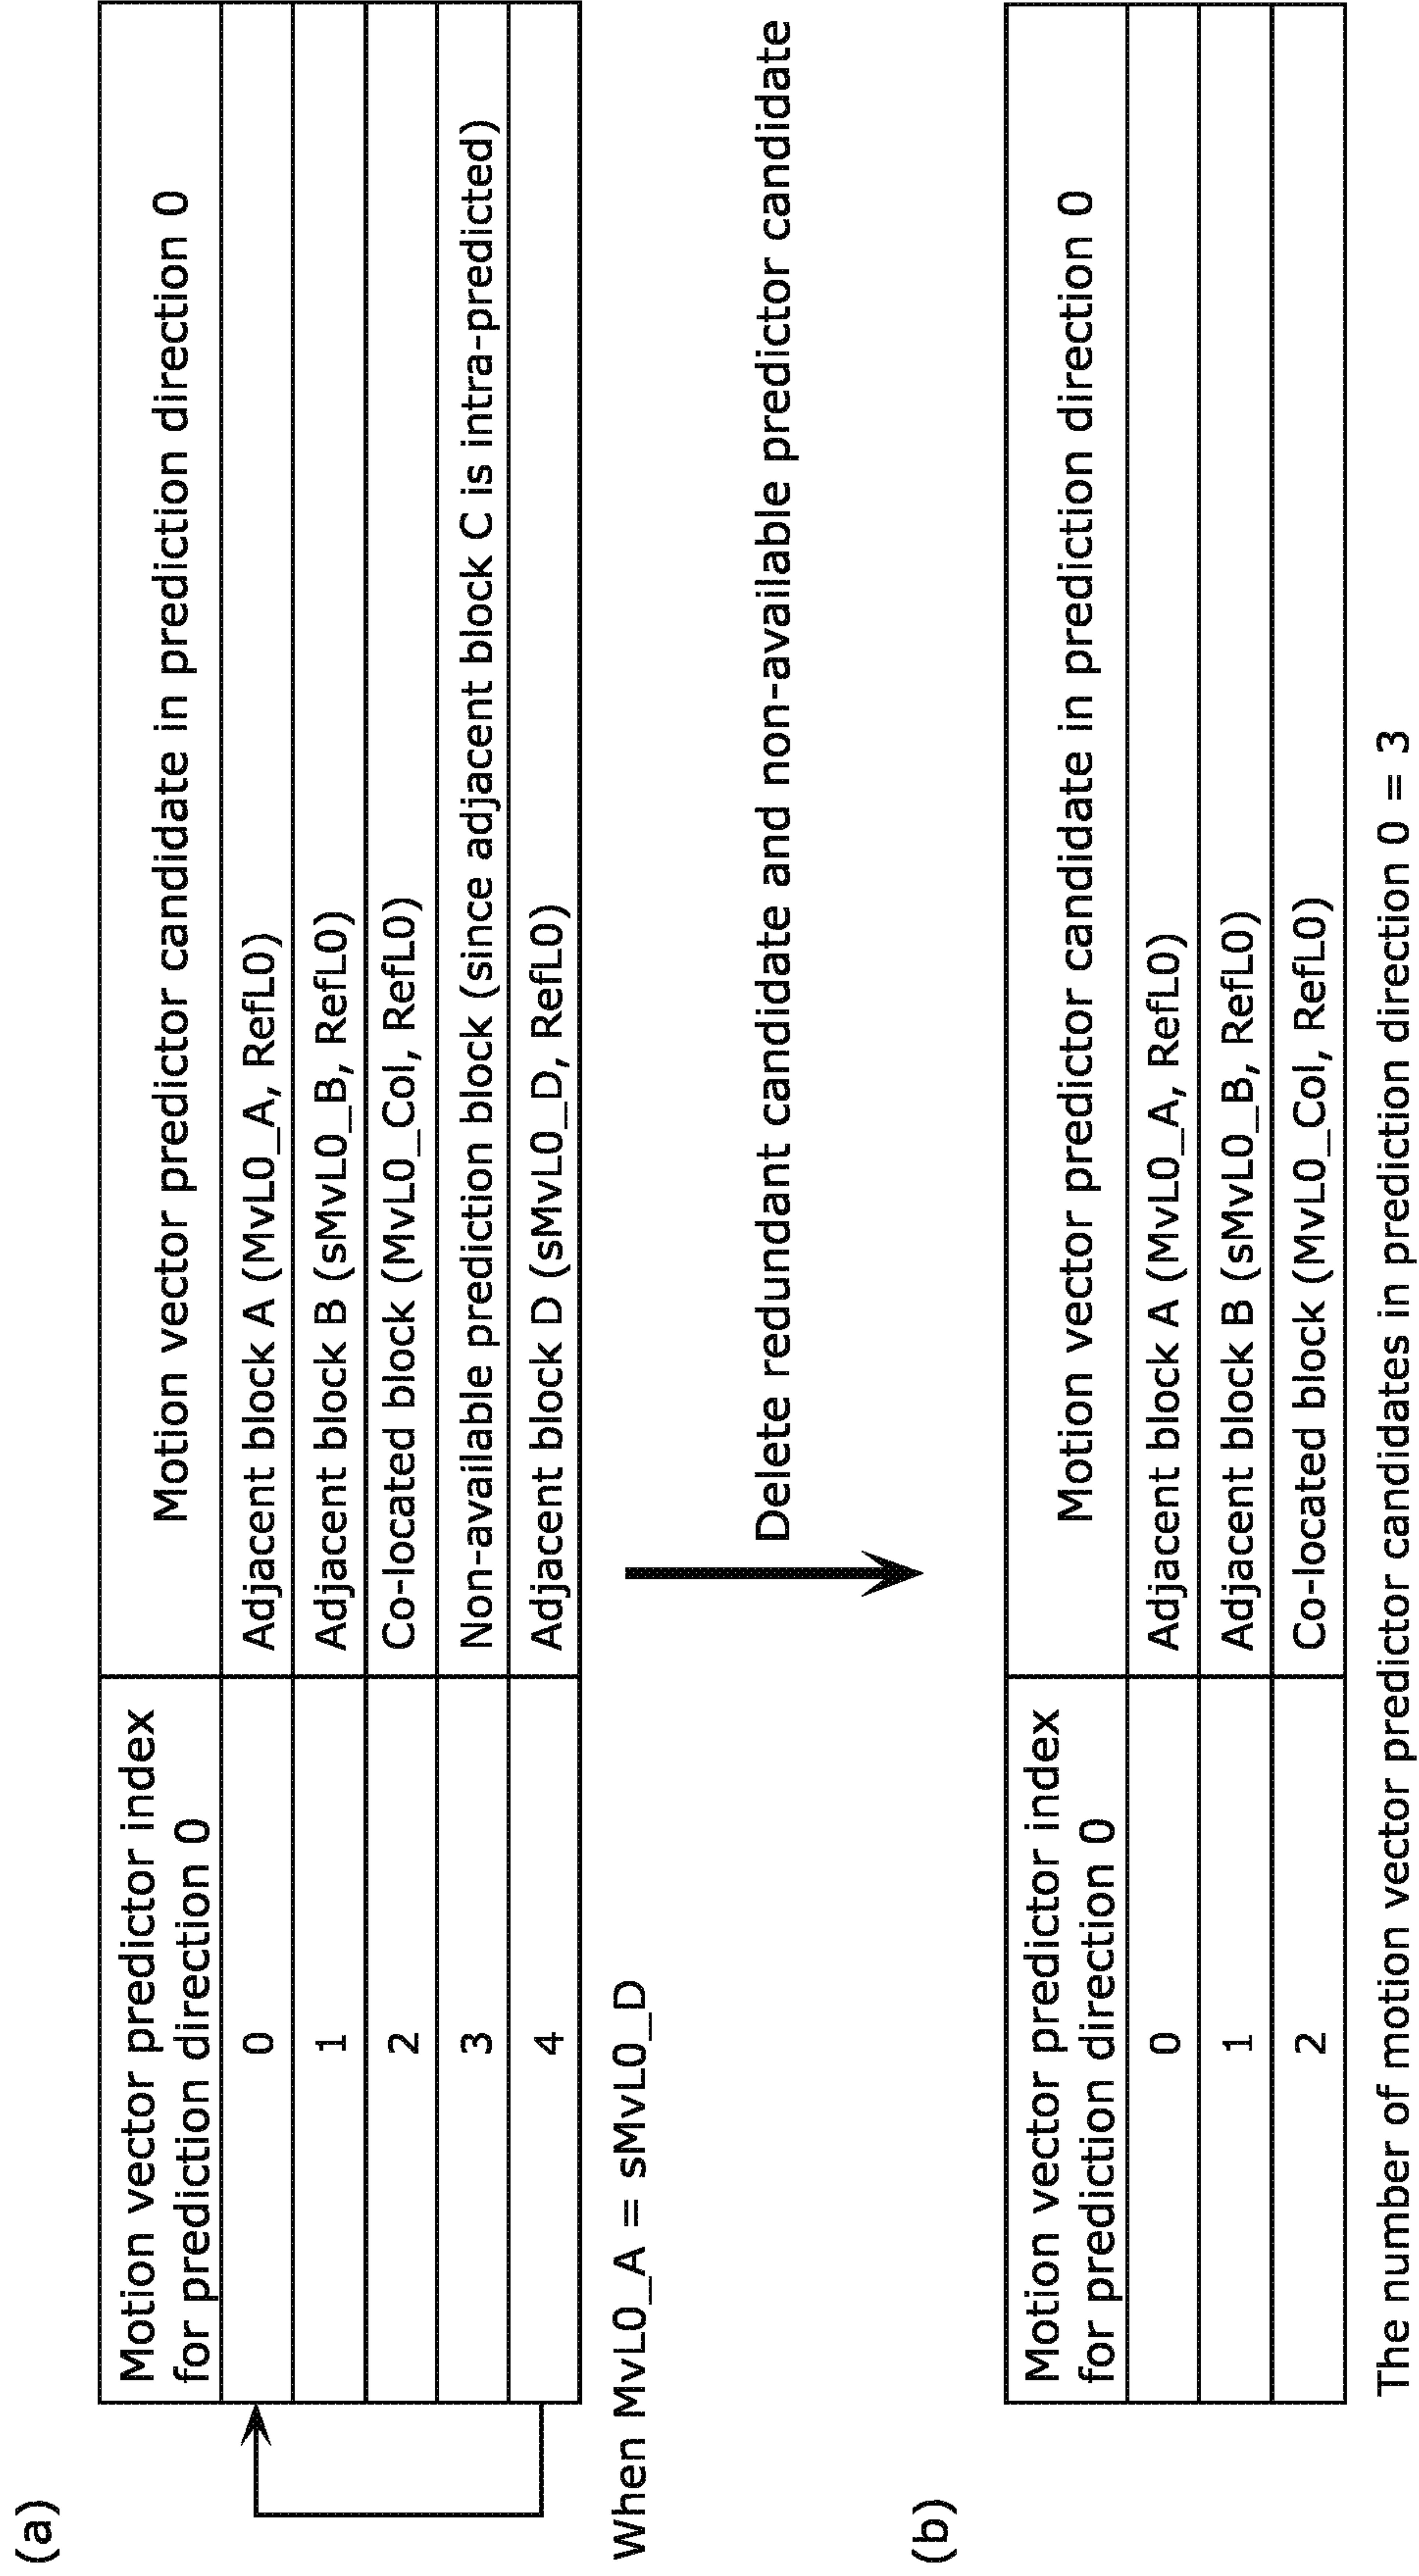 (a)
Motion vector predictor index
for prediction direction 0
Motion vector predictor candidate in prediction direction 0
0
Adjacent block A (MvL0_A, RefL0)
1
Adjacent block B (sMvL0_B, RefL0)
2
Co-located block (MvL0_Col, RefL0)
3
Non-available prediction block (since adjacent block C is intra-predicted)
4
Adjacent block D (sMvL0_D, RefL0)
When MvL0_A = sMvL0_D
Delete redundant candidate and non-available predictor candidate
(b)
Motion vector predictor index
for prediction direction 0
Motion vector predictor candidate in prediction direction 0
0
Adjacent block A (MvL0_A, RefL0)
1
Adjacent block B (sMvL0_B, RefL0)
2
Co-located block (MvL0_Col, RefL0)
The number of motion vector predictor candidates in prediction direction 0 = 3